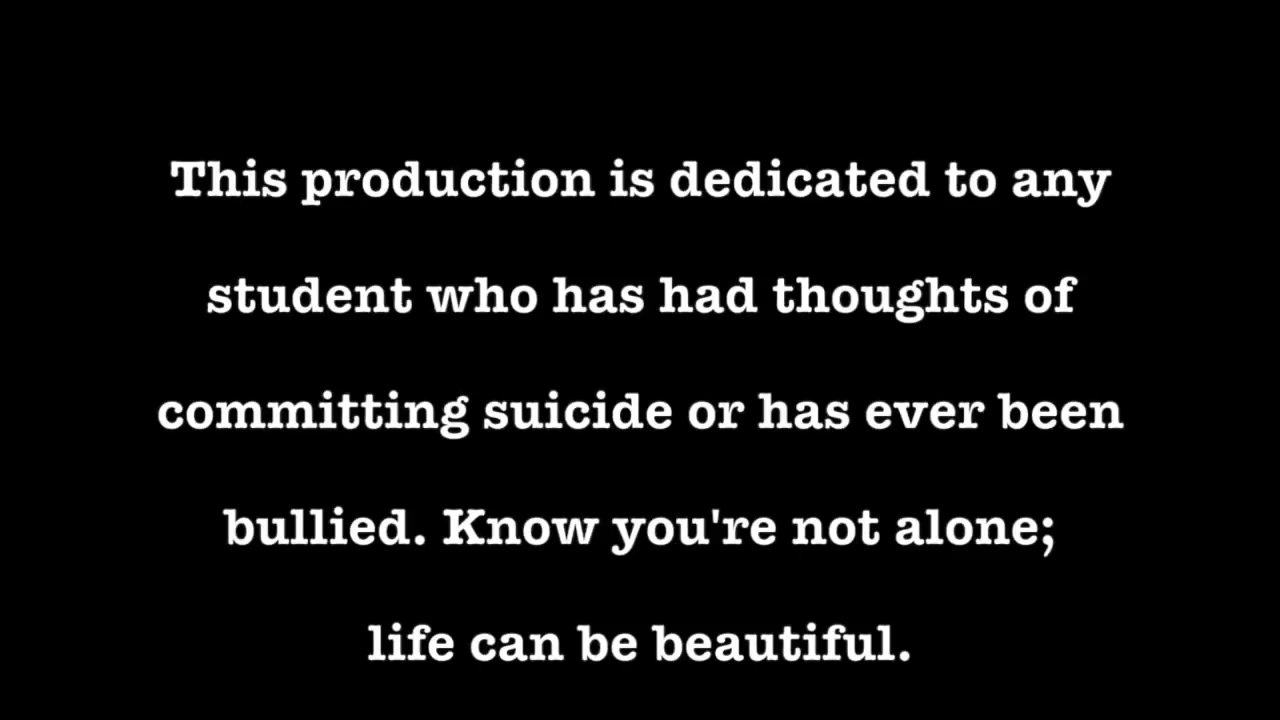 This production is dedicated to any
student who has had thoughts of
committing suicide or has ever been
bullied. Know you're not alone;
life can be beautiful.